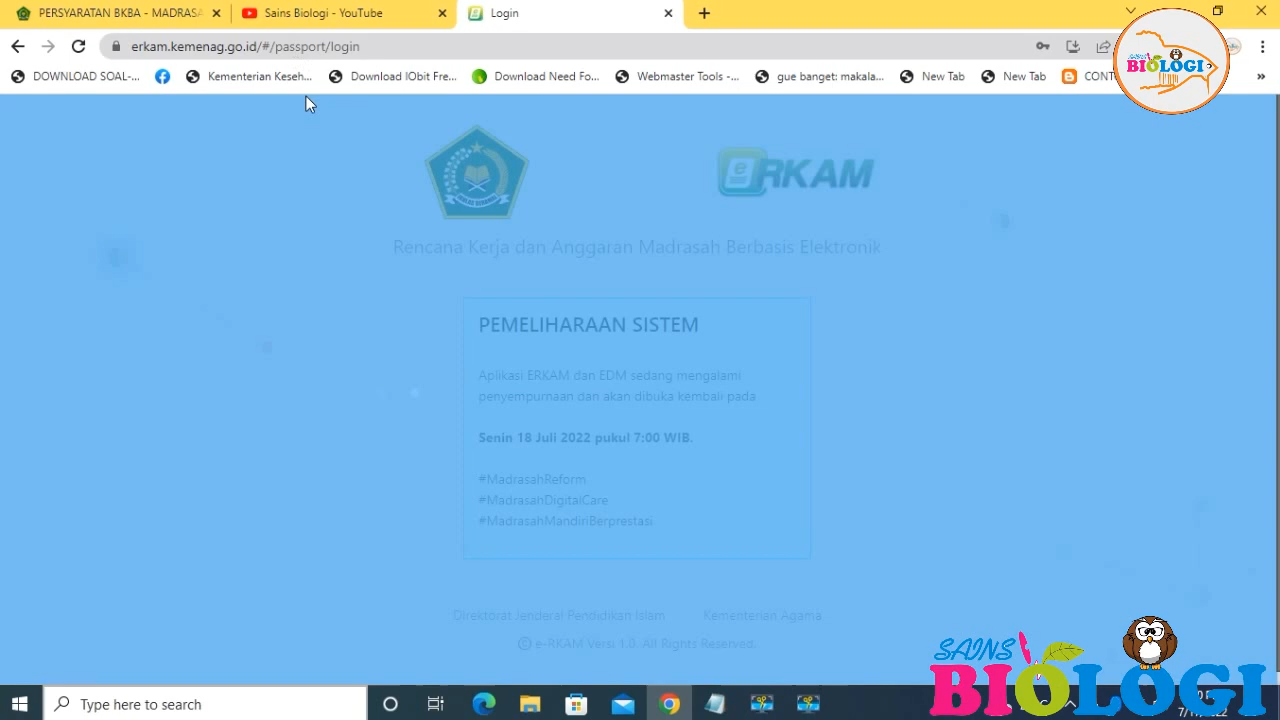 PERSYARATAN BKBA - MADRASA
Sains Biologi - YouTube
Login
erkam.kemenag.go.id/#/passport/login
DOWNLOAD SOAL-...
Kementerian Keseh...
Download IObit Fre...
Download Need Fo...
Webmaster Tools -...
gue banget: makala...
New Tab
New Tab
CONT
SAINS
BIOLOGI
eRKAM
Rencana Kerja dan Anggaran Madrasah Berbasis Elektronik
PEMELIHARAAN SISTEM
Aplikasi ERKAM dan EDM sedang mengalami
penyempurnaan dan akan dibuka kembali pada
Senin 18 Juli 2022 pukul 7:00 WIB.
#MadrasahReform
#MadrasahDigitalCare
#MadrasahMandiriBerprestasi
Direktorat Jenderal Pendidikan Islam Kementerian Agama
© e-RKAM Versi 1.0. All Rights Reserved.
SAINS
BIOLOGI
Type here to search